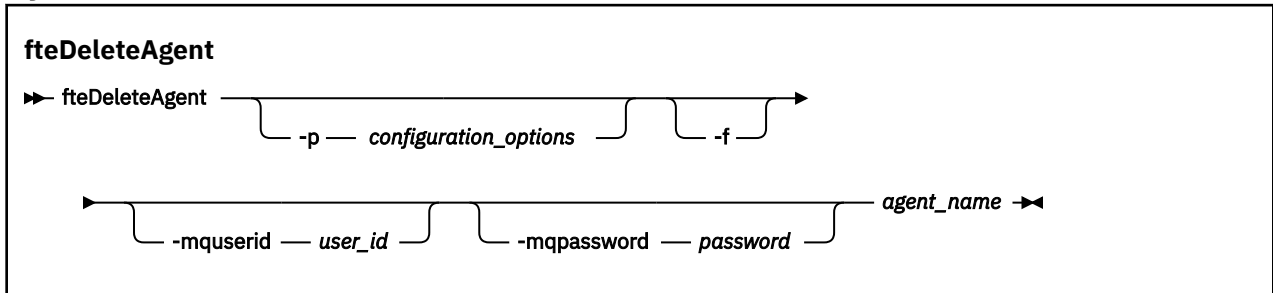 fteDeleteAgent
fteDeleteAgent
-p configuration_options -f
agent_name
-mquserid user_id -mqpassword password